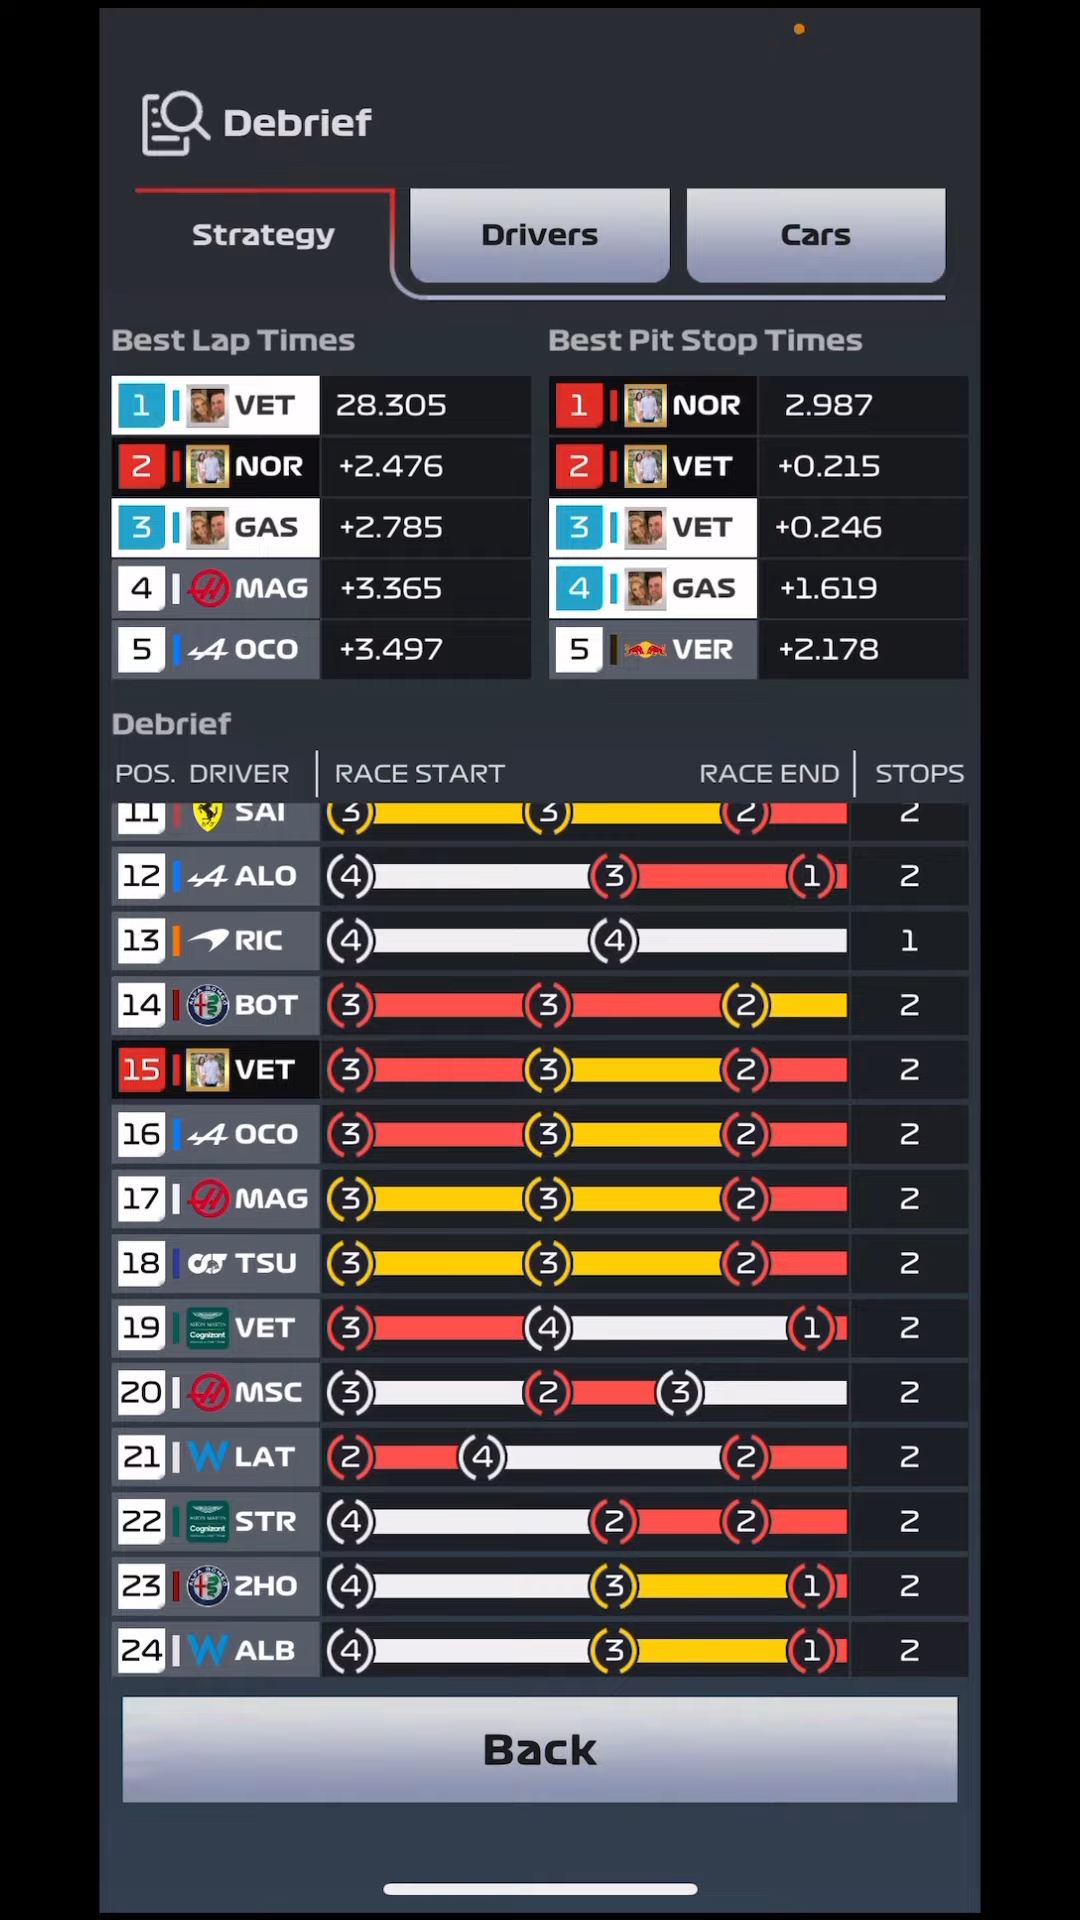 Debrief
Strategy
Drivers
Cars
Best Lap Times
1 VET 28.305
2 NOR +2.476
3 GAS +2.785
4 MAG +3.365
5 OCO +3.497
Best Pit Stop Times
1 NOR 2.987
2 VET +0.215
3 VET +0.246
4 GAS +1.619
5 VER +2.178
Debrief
POS. DRIVER RACE START RACE END STOPS
11 SAI 3 3 2 2
12 ALO 4 3 1 2
13 RIC 4 4 1
14 BOT 3 3 2 2
15 VET 3 3 2 2
16 OCO 3 3 2 2
17 MAG 3 3 2 2
18 TSU 3 3 2 2
19 Cognizant VET 3 4 1 2
20 MSC 3 2 3 2
21 W LAT 2 4 2 2
22 Cognizant STR 4 2 2 2
23 ZHO 4 3 1 2
24 W ALB 4 3 1 2
Back